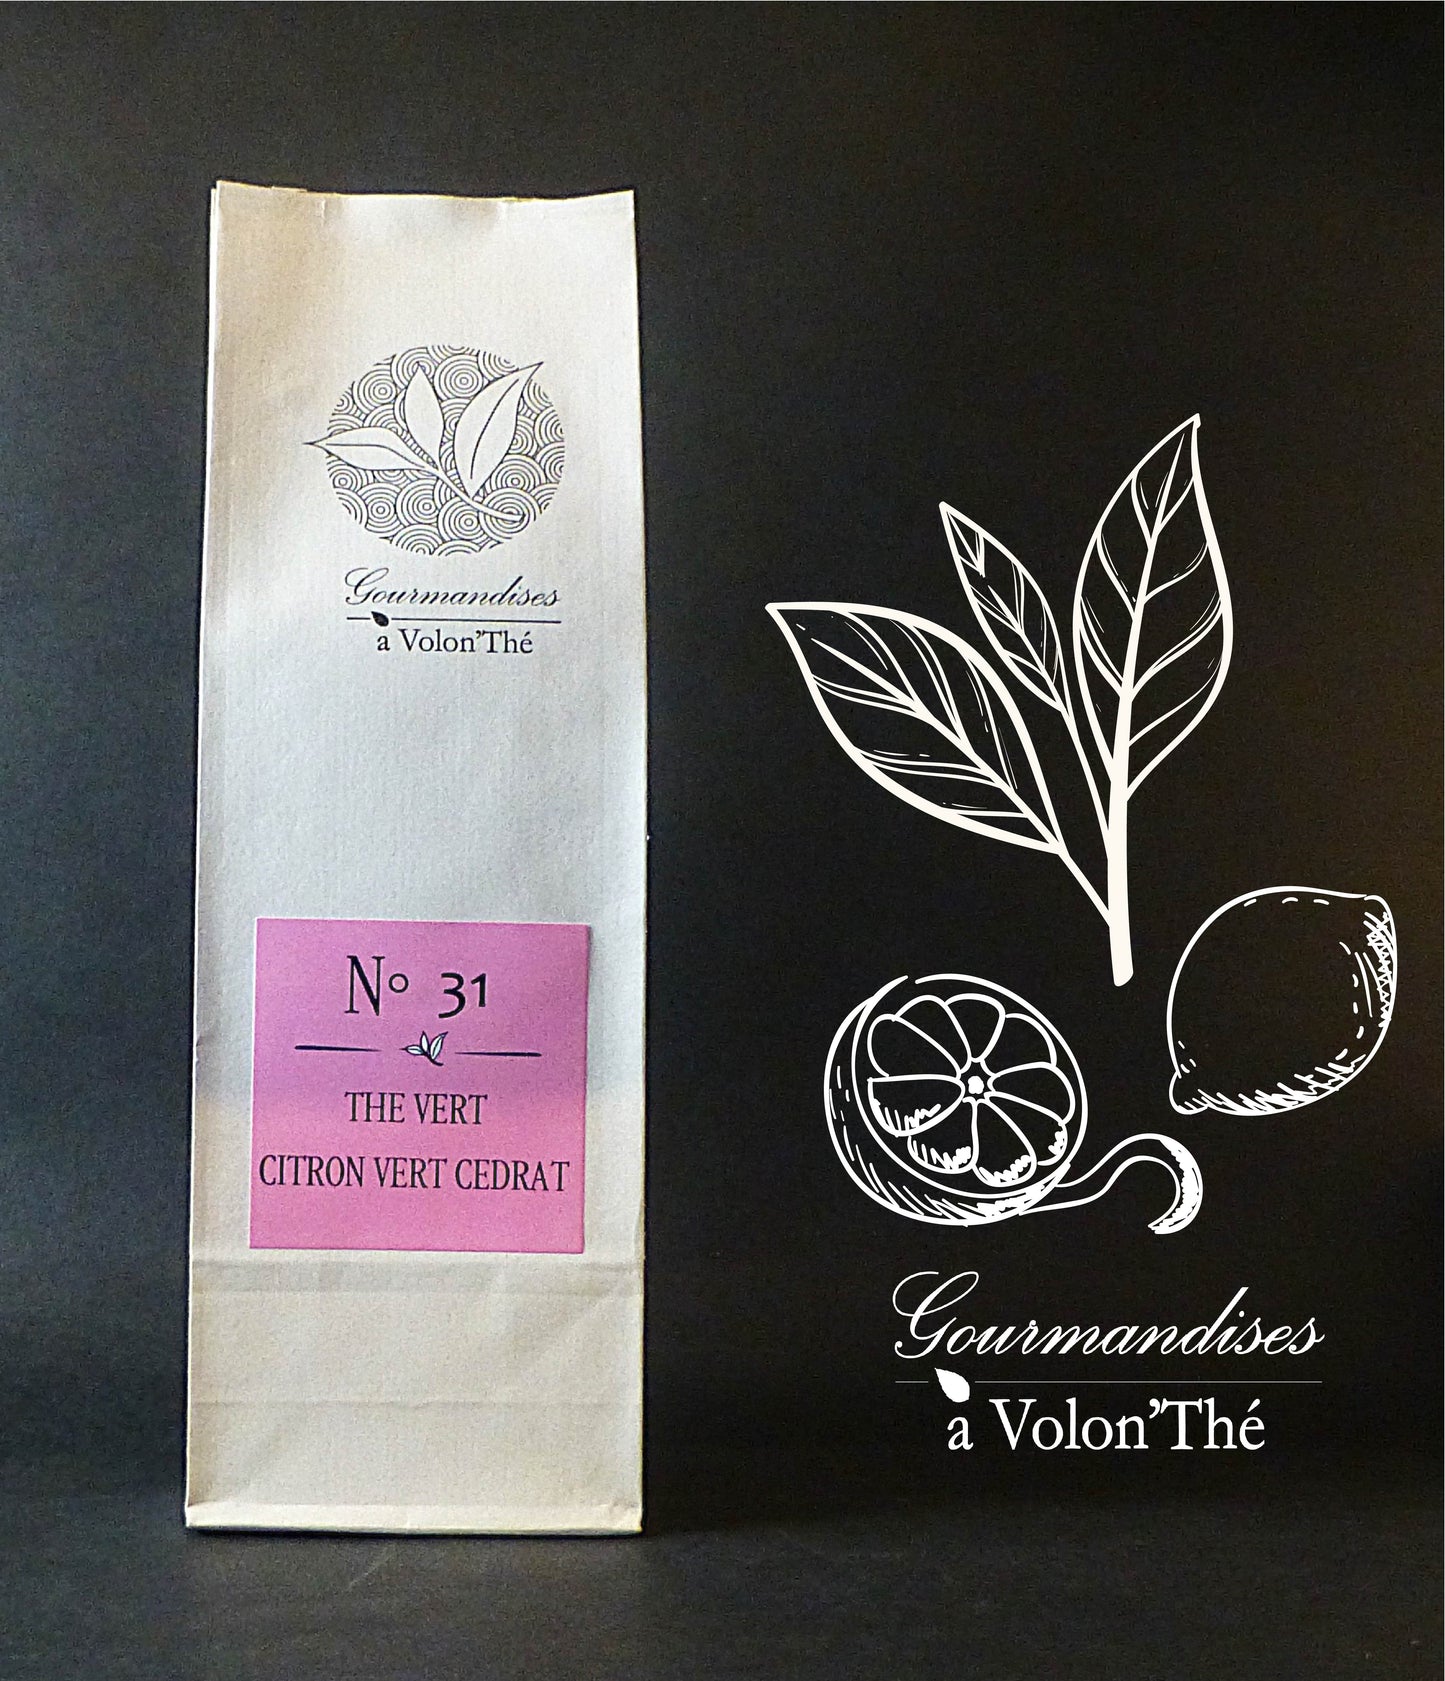 Gourmandises
a Volon'Thé
N° 31
THE VERT
CITRON VERT CEDRAT
Gourmandises
a Volon'Thé